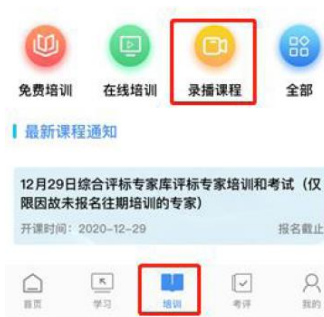 免费培训 在线培训 录播课程 全部
最新课程通知
12月29日综合评标专家库评标专家培训和考试（仅
限因故未报名往期培训的专家）
开课时间：2020-12-29 报名截止
首页 学习 培训 考评 我的